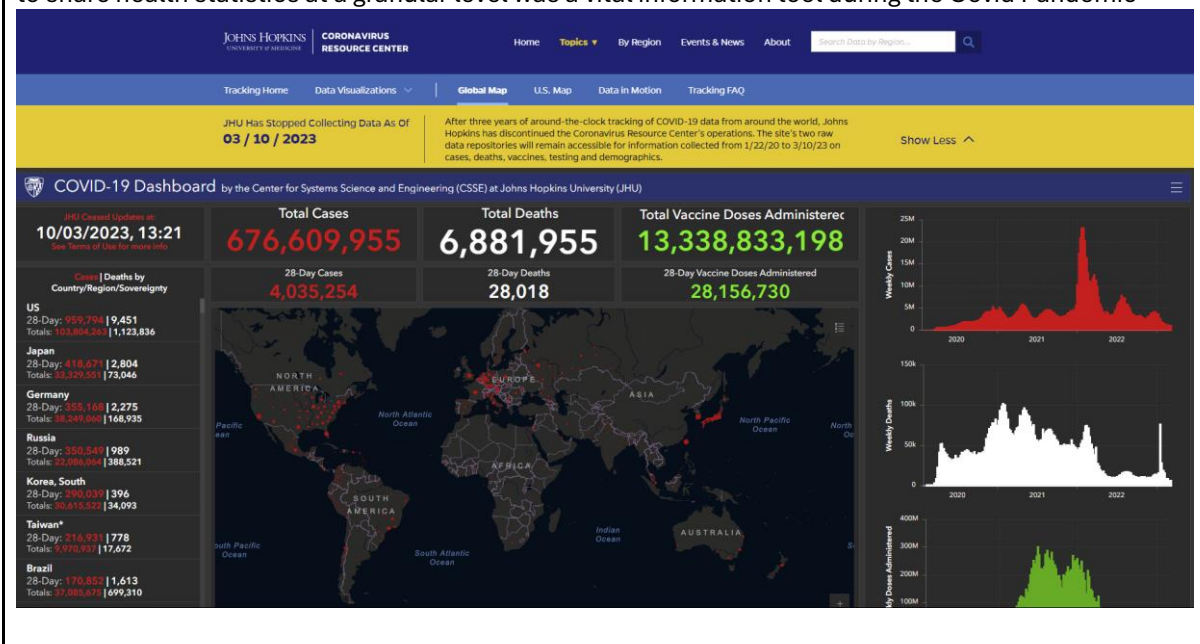 to share health statistics at a granular level was a vital information tool during the Covid Pandemic
JOHNS HOPKINS
UNIVERSITY & MEDICINE
CORONAVIRUS
RESOURCE CENTER
Home Topics ▾ By Region Events & News About Search Data by Region...
Tracking Home Data Visualizations Global Map U.S. Map Data in Motion Tracking FAQ
JHU Has Stopped Collecting Data As Of
03 / 10 / 2023
After three years of around-the-clock tracking of COVID-19 data from around the world, Johns
Hopkins has discontinued the Coronavirus Resource Center's operations. The site's two raw
data repositories will remain accessible for information collected from 1/22/20 to 3/10/23 on
cases, deaths, vaccines, testing and demographics.
Show Less
COVID-19 Dashboard by the Center for Systems Science and Engineering (CSSE) at Johns Hopkins University (JHU)
JHU Ceased Updates at:
10/03/2023, 13:21
See Terms of Use for more info
Cases | Deaths by
Country/Region/Sovereignty
US
28-Day: 959,794 | 9,451
Totals: 103,804,263 | 1,123,836
Japan
28-Day: 418,671 | 2,804
Totals: 33,329,551 | 73,046
Germany
28-Day: 355,168 | 2,275
Totals: 38,249,060 | 168,935
Russia
28-Day: 350,549 | 989
Totals: 22,086,064 | 388,521
Korea, South
28-Day: 290,039 | 396
Totals: 30,615,522 | 34,093
Taiwan*
28-Day: 216,931 | 778
Totals: 9,970,937 | 17,672
Brazil
28-Day: 170,852 | 1,613
Totals: 37,085,675 | 699,310
Total Cases
676,609,955
Total Deaths
6,881,955
Total Vaccine Doses Administerec
13,338,833,198
28-Day Cases
4,035,254
28-Day Deaths
28,018
28-Day Vaccine Doses Administered
28,156,730
NORTH
AMERICA
EUROPE
ASIA
North Atlantic
Ocean
Pacific
ean
North Pacific
Ocean
North
Oc
AFRICA
SOUTH
AMERICA
Indian
Ocean
AUSTRALIA
outh Pacific
Ocean
South Atlantic
Ocean
S
Weekly Cases
25M
20M
15M
10M
5M
0
2020 2021 2022
Weekly Deaths
150k
100k
50k
0
2020 2021 2022
kly Doses Administered
400M
300M
200M
100M